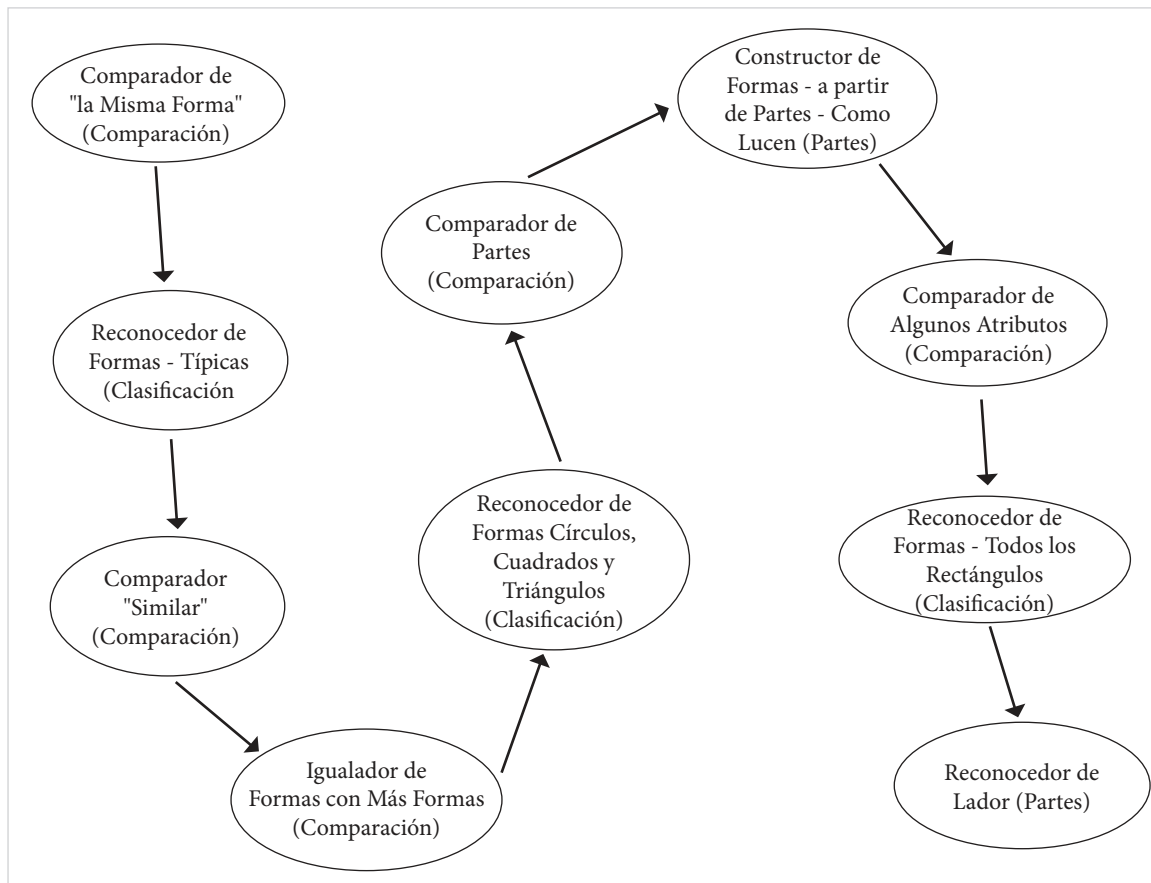 Comparador de
"la Misma Forma"
(Comparación)
Reconocedor de
Formas - Típicas
(Clasificación
Comparador
"Similar"
(Comparación)
Igualador de
Formas con Más Formas
(Comparación)
Reconocedor de
Formas Círculos,
Cuadrados y
Triángulos
(Clasificación)
Comparador de
Partes
(Comparación)
Constructor de
Formas - a partir
de Partes - Como
Lucen (Partes)
Comparador de
Algunos Atributos
(Comparación)
Reconocedor de
Formas - Todos los
Rectángulos
(Clasificación)
Reconocedor de
Lador (Partes)